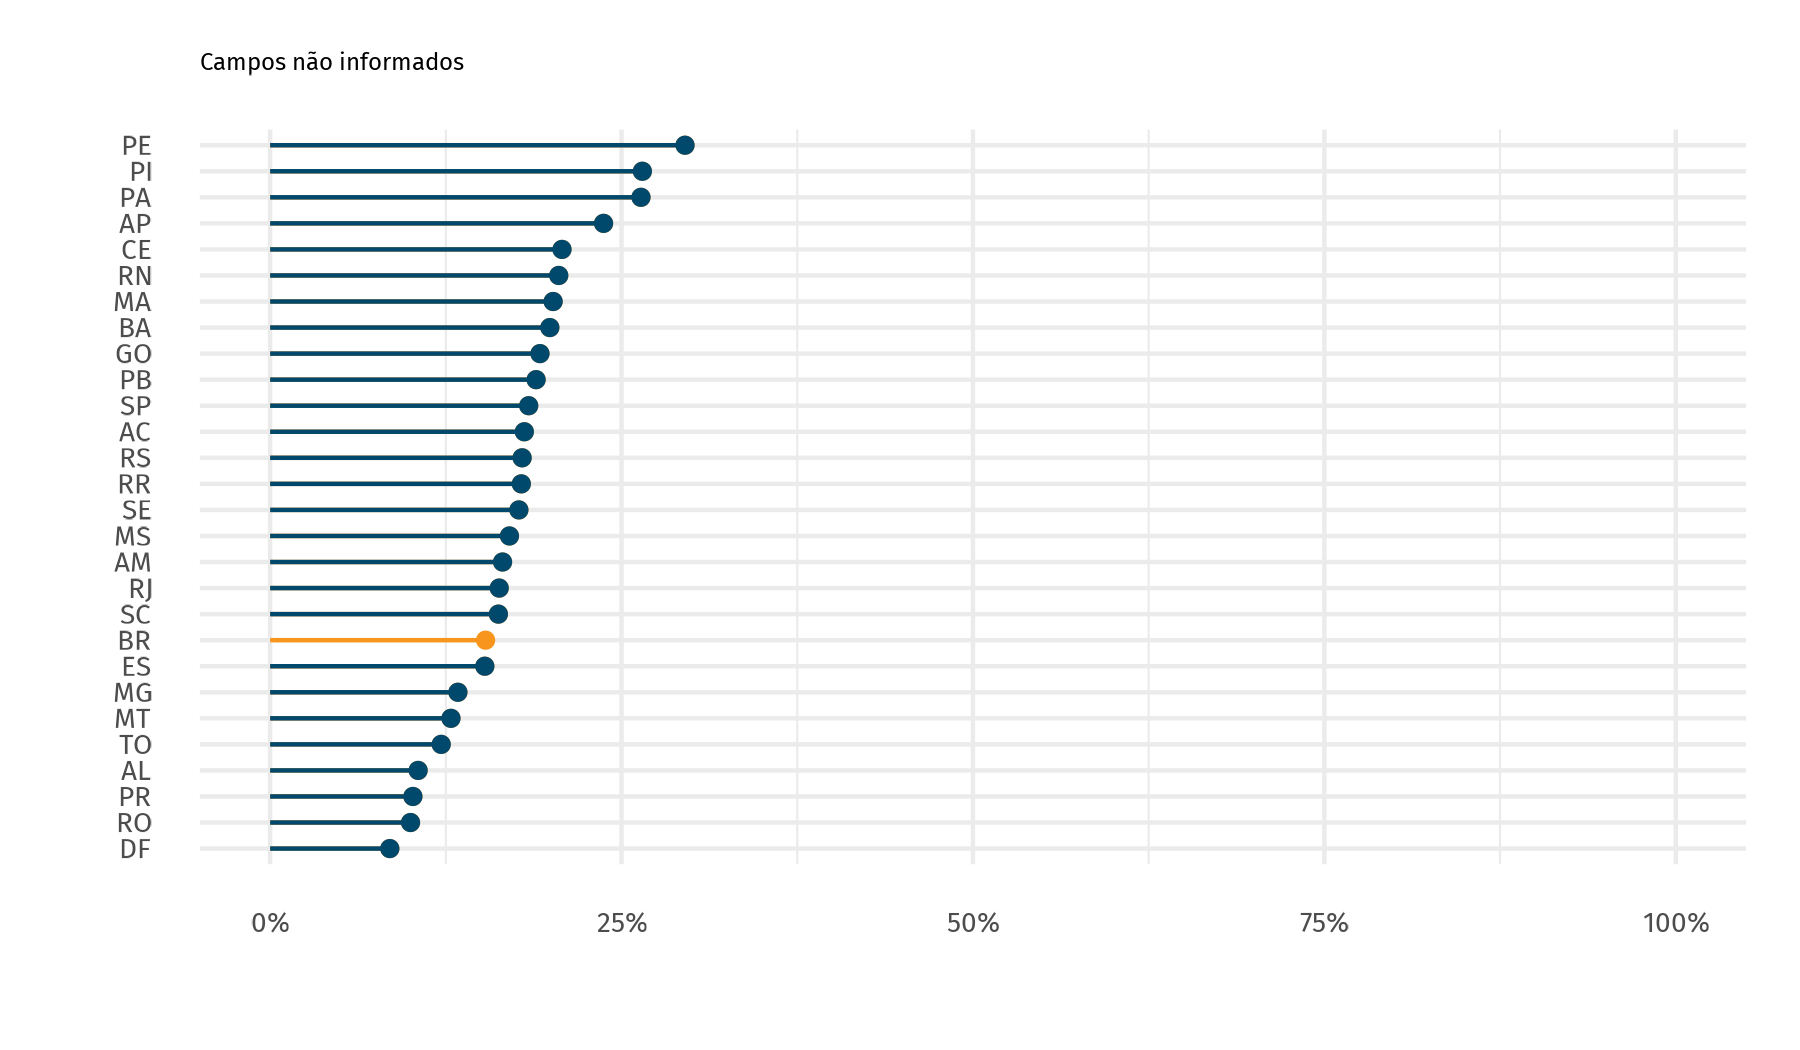 Campos não informados
PE
PI
PA
AP
CE
RN
MA
BA
GO
PB
SP
AC
RS
RR
SE
MS
AM
RJ
SC
BR
ES
MG
MT
TO
AL
PR
RO
DF
0% 25% 50% 75% 100%